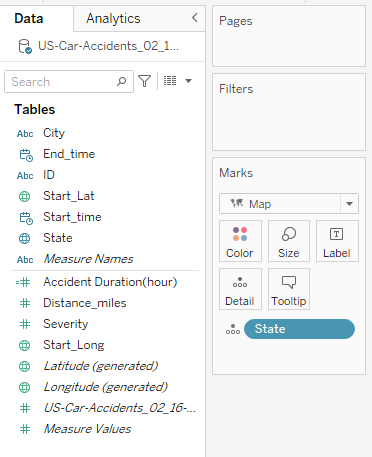 Data
Analytics
US-Car-Accidents_02_1...
Search
Tables
Abc City
End_time
Abc ID
Start_Lat
Start_time
State
Abc Measure Names
Accident Duration(hour)
Distance_miles
Severity
Start_Long
Latitude (generated)
Longitude (generated)
US-Car-Accidents_02_16-...
Measure Values
Pages
Filters
Marks
Map
Color Size Label
Detail Tooltip
State